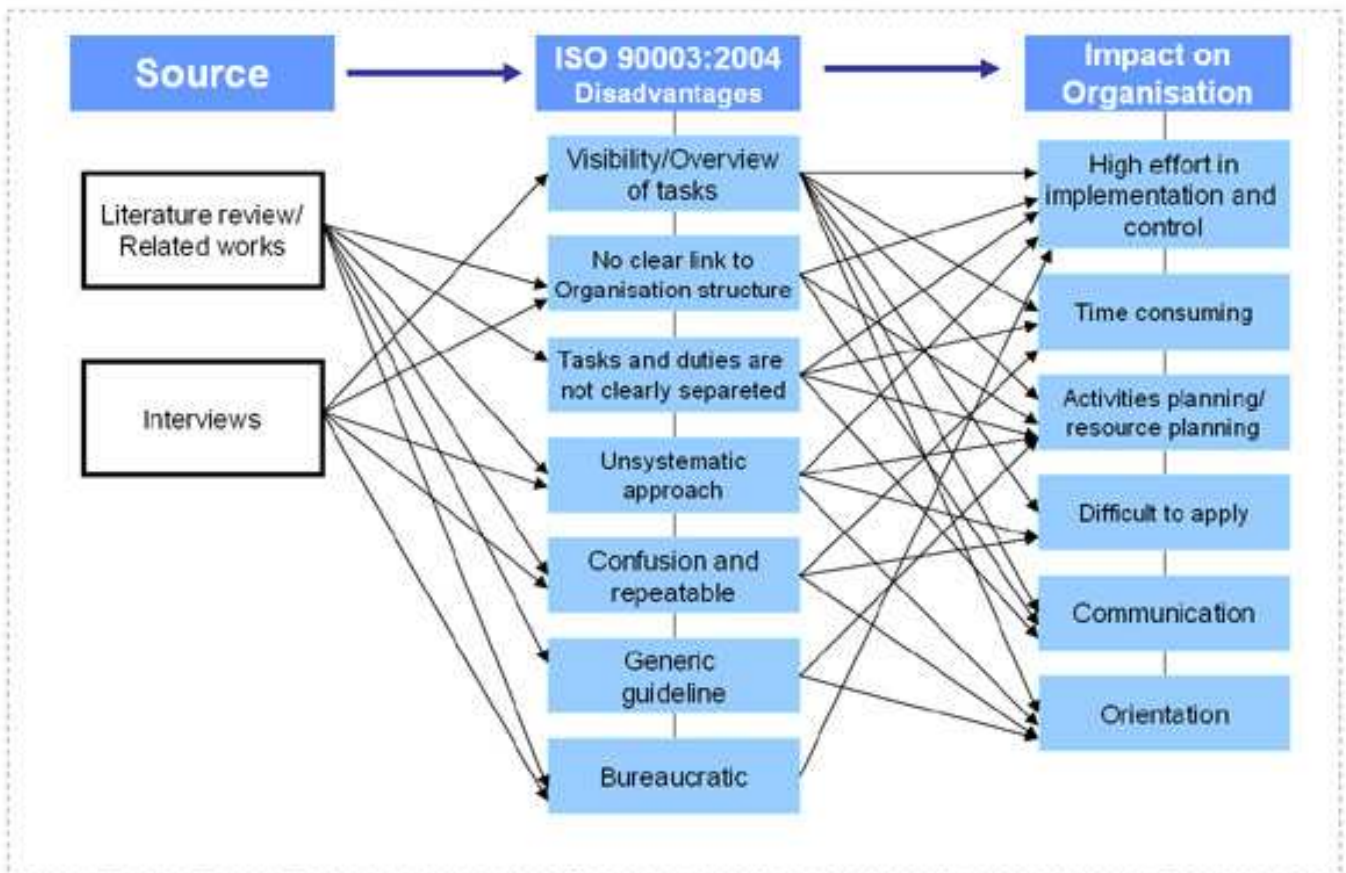 Source
ISO 90003:2004
Disadvantages
Impact on
Organisation
Literature review/
Related works
Interviews
Visibility/Overview
of tasks
No clear link to
Organisation structure
Tasks and duties are
not clearly separeted
Unsystematic
approach
Confusion and
repeatable
Generic
guideline
Bureaucratic
High effort in
implementation and
control
Time consuming
Activities planning/
resource planning
Difficult to apply
Communication
Orientation